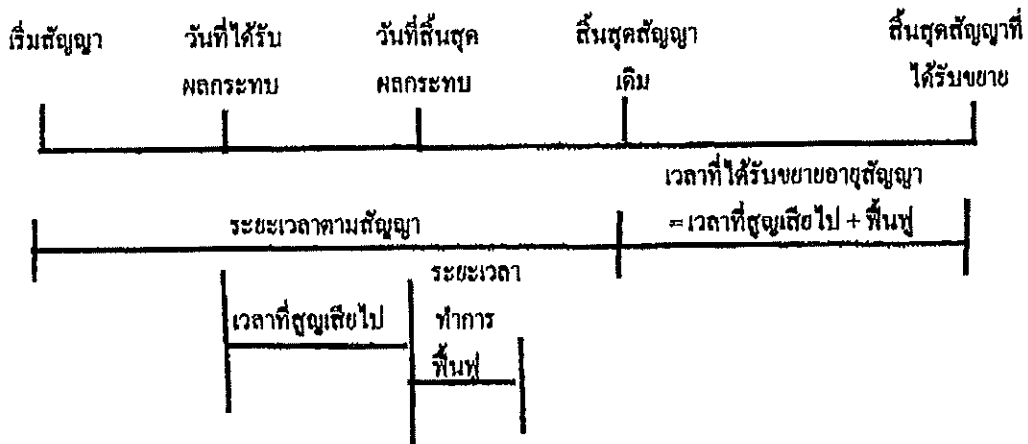 เริ่มสัญญา วันที่ได้รับ วันที่สิ้นสุด สิ้นสุดสัญญา สิ้นสุดสัญญาที่
ผลกระทบ ผลกระทบ เดิม ได้รับขยาย
เวลาที่ได้รับขยายอายุสัญญา
ระยะเวลาตามสัญญา =เวลาที่สูญเสียไป + ฟื้นฟู
ระยะเวลา
เวลาที่สูญเสียไป ทำการ
ฟื้นฟู